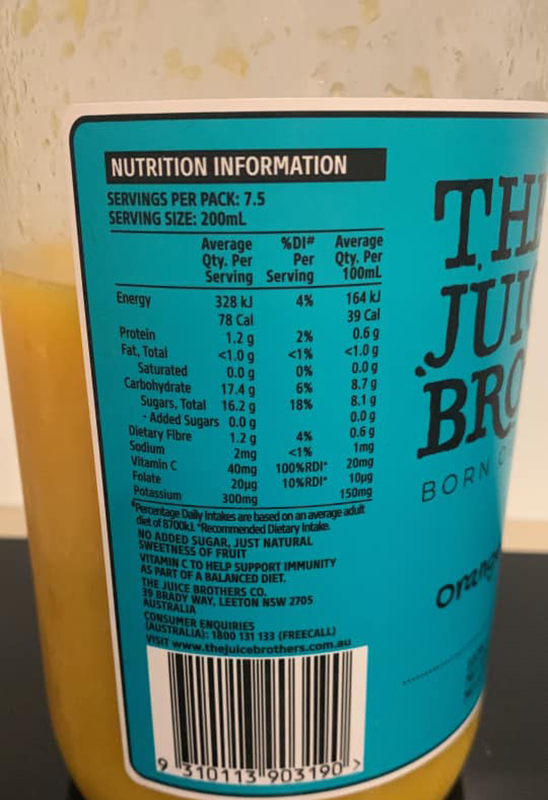 NUTRITION INFORMATION
SERVINGS PER PACK: 7.5
SERVING SIZE: 200mL
Average Qty. Per Serving %DI# Per Serving Average Qty. Per 100mL
Energy 328 kJ 4% 164 kJ
78 Cal 39 Cal
Protein 1.2 g 2% 0.6 g
Fat, Total <1.0 g <1% <1.0 g
Saturated 0.0 g 0% 0.0 g
Carbohydrate 17.4 g 6% 8.7 g
Sugars, Total 16.2 g 18% 8.1 g
- Added Sugars 0.0 g 0.0 g
Dietary Fibre 1.2 g 4% 0.6 g
Sodium 2mg <1% 1mg
Vitamin C 40mg 100%RDI* 20mg
Folate 20µg 10%RDI* 10µg
Potassium 300mg 150mg
#Percentage Daily Intakes are based on an average adult
diet of 8700kJ. *Recommended Dietary Intake.
NO ADDED SUGAR, JUST NATURAL
SWEETNESS OF FRUIT
VITAMIN C TO HELP SUPPORT IMMUNITY
AS PART OF A BALANCED DIET.
THE JUICE BROTHERS CO.
39 BRADY WAY, LEETON NSW 2705
AUSTRALIA
CONSUMER ENQUIRIES
(AUSTRALIA): 1800 131 133 (FREECALL)
VISIT www.thejuicebrothers.com.au
9 310113 903190 >
TH
JUIC
BRO
BORN O
Orang